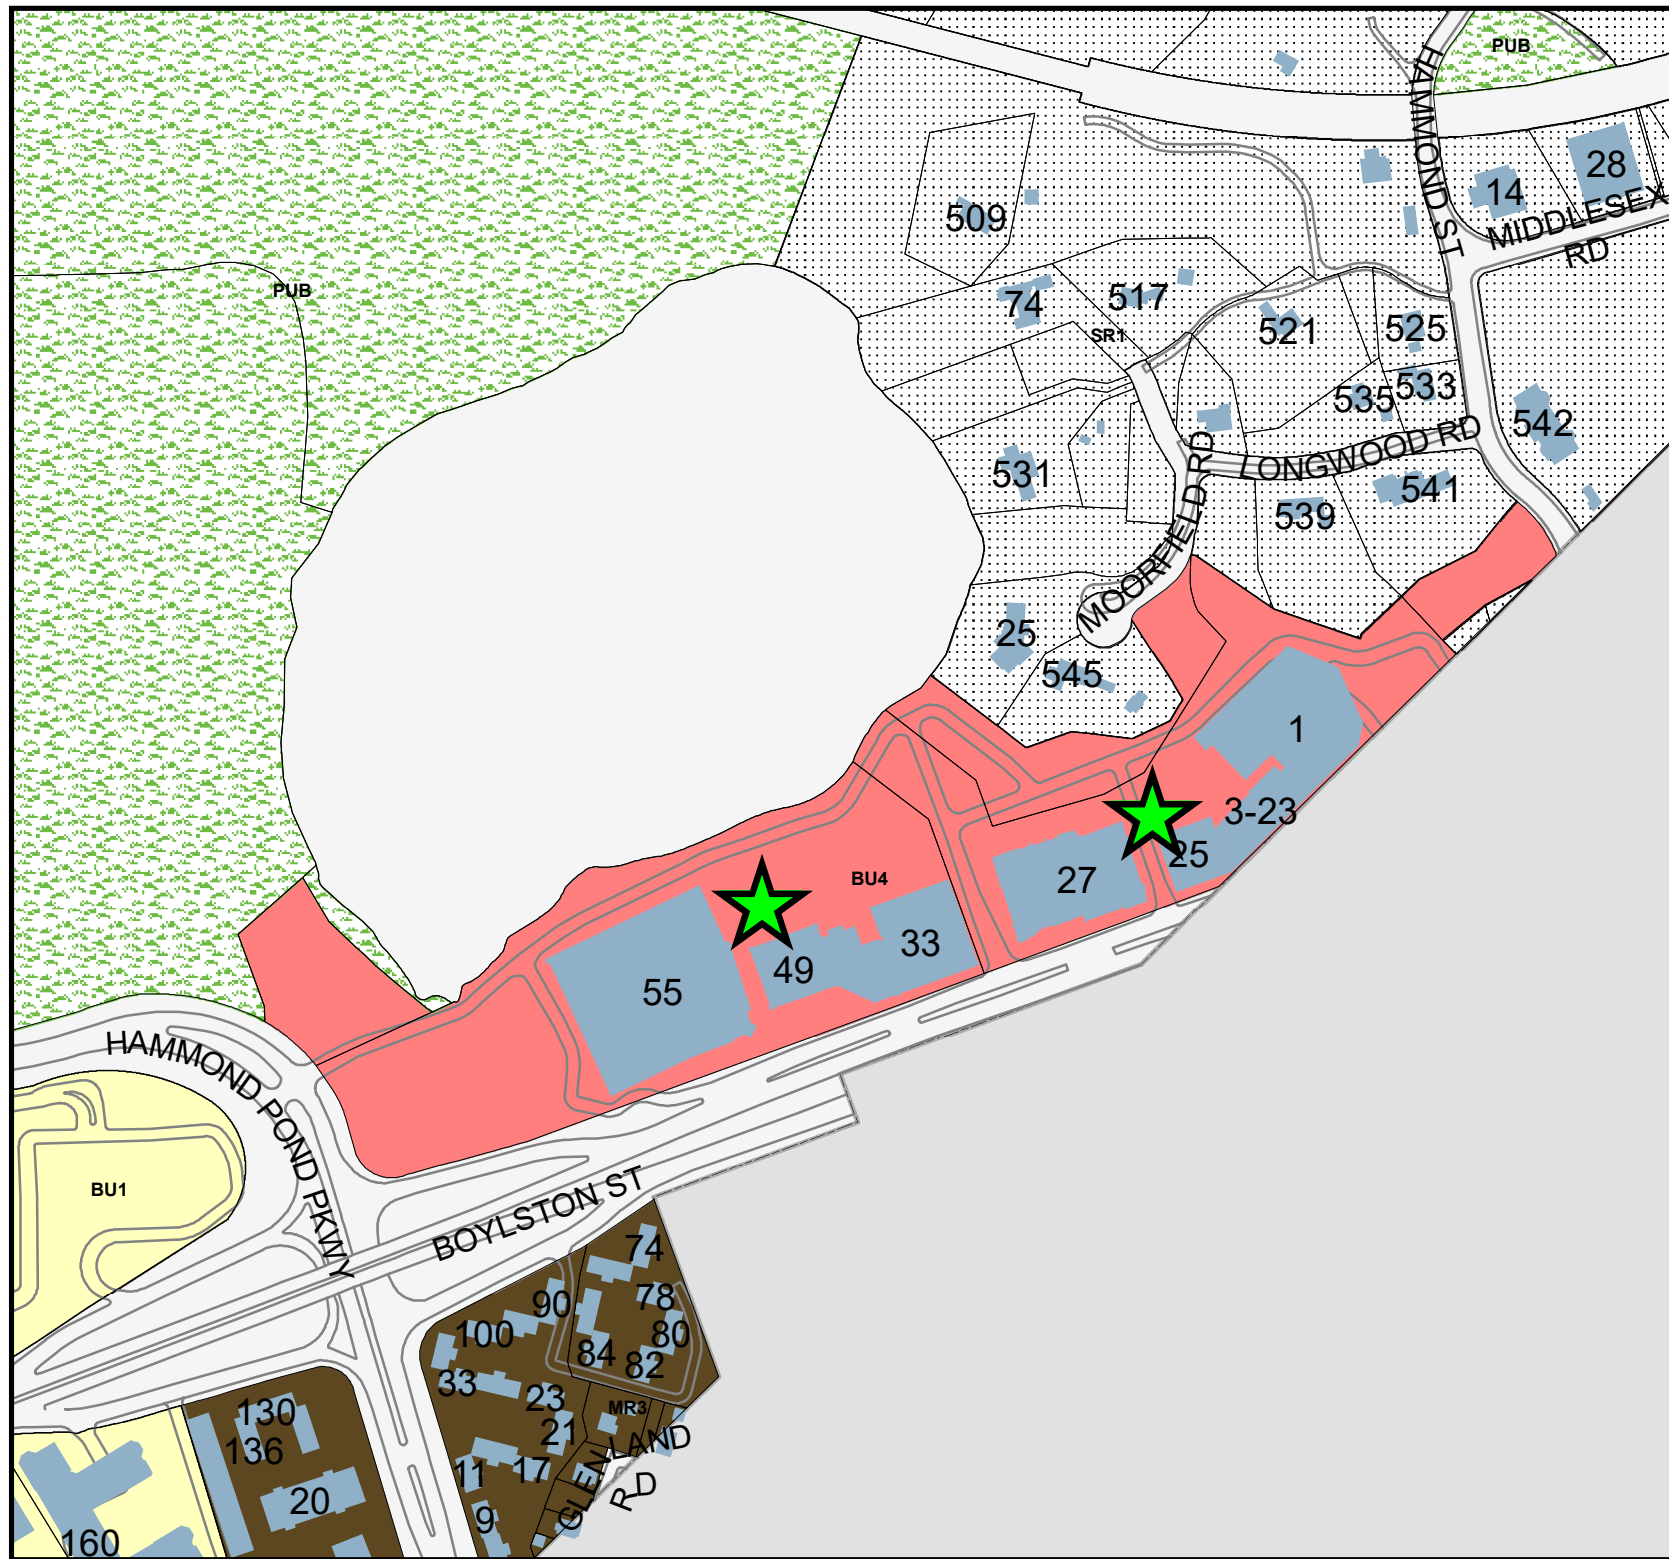 PUB
HAMMOND ST
28
14
MIDDLESEX
RD
509
PUB
74
517
SR1
521
525
533
535
542
LONGWOOD RD
531
541
539
MOORFIELD RD
25
545
1
3-23
25
27
BU4
33
49
55
HAMMOND POND PKWY
BU1
BOYLSTON ST
74
78
90
100
80
84
82
33
23
MR3
21
130
136
GLENLAND
RD
11
17
20
9
160